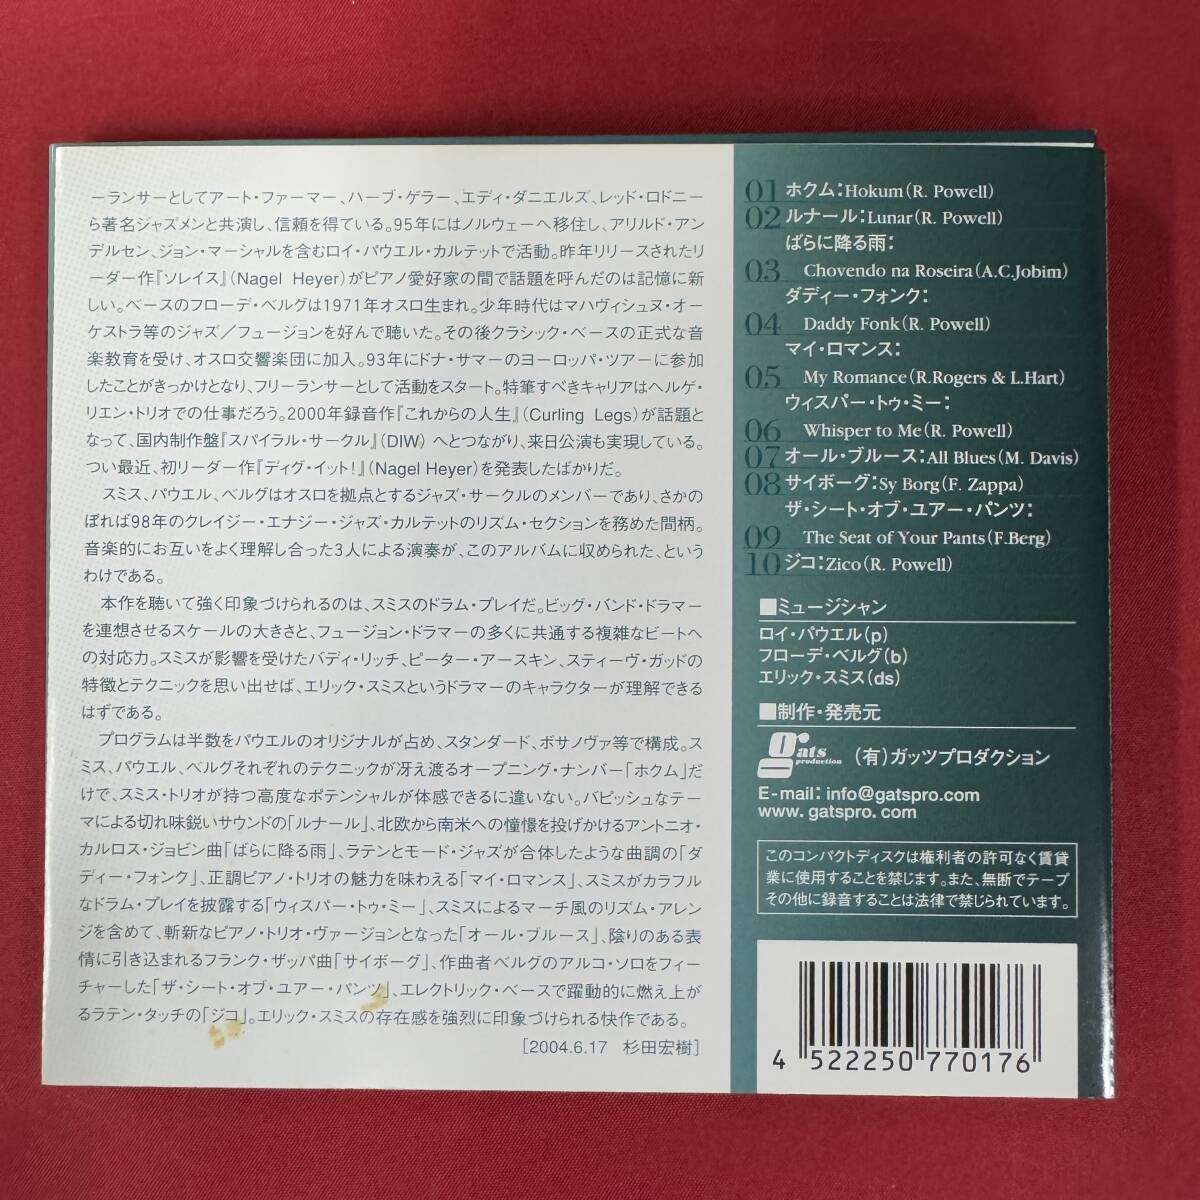 ーランサーとしてアート・ファーマー、ハーブ・ゲラー、エディ・ダニエルズ、レッド・ロドニー
ら著名ジャズメンと共演し、信頼を得ている。95年にはノルウェーへ移住し、アリルド・アン
デルセン、ジョン・マーシャルを含むロイ・パウエル・カルテットで活動。昨年リリースされたリ
ーダー作『ソレイス』(Nagel Heyer)がピアノ愛好家の間で話題を呼んだのは記憶に新
しい。ベースのフローデ・ベルグは1971年オスロ生まれ。少年時代はマハヴィシュヌ・オー
ケストラ等のジャズ／フュージョンを好んで聴いた。その後クラシック・ベースの正式な音
楽教育を受け、オスロ交響楽団に加入。93年にドナ・サマーのヨーロッパ・ツアーに参加
したことがきっかけとなり、フリーランサーとして活動をスタート。特筆すべきキャリアはヘルゲ・
リエン・トリオでの仕事だろう。2000年録音作『これからの人生』(Curling Legs)が話題と
なって、国内制作盤『スパイラル・サークル』(DIW) へとつながり、来日公演も実現している。
つい最近、初リーダー作『ディグ・イット!』(Nagel Heyer)を発表したばかりだ。
スミス、パウエル、ベルグはオスロを拠点とするジャズ・サークルのメンバーであり、さかの
ぼれば98年のクレイジー・エナジー・ジャズ・カルテットのリズム・セクションを務めた間柄。
音楽的にお互いをよく理解し合った3人による演奏が、このアルバムに収められた、という
わけである。
本作を聴いて強く印象づけられるのは、スミスのドラム・プレイだ。ビッグ・バンド・ドラマー
を連想させるスケールの大きさと、フュージョン・ドラマーの多くに共通する複雑なビートへ
の対応力。スミスが影響を受けたバディ・リッチ、ピーター・アースキン、スティーヴ・ガッドの
特徴とテクニックを思い出せば、エリック・スミスというドラマーのキャラクターが理解できる
はずである。
プログラムは半数をパウエルのオリジナルが占め、スタンダード、ボサノヴァ等で構成。ス
ミス、パウエル、ベルグそれぞれのテクニックが冴え渡るオープニング・ナンバー「ホクム」だ
けで、スミス・トリオが持つ高度なポテンシャルが体感できるに違いない。バピッシュなテー
マによる切れ味鋭いサウンドの「ルナール」、北欧から南米への憧憬を投げかけるアントニオ・
カルロス・ジョビン曲「ばらに降る雨」、ラテンとモード・ジャズが合体したような曲調の「ダ
ディー・フォンク」、正調ピアノ・トリオの魅力を味わえる「マイ・ロマンス」、スミスがカラフル
なドラム・プレイを披露する「ウィスパー・トゥ・ミー」、スミスによるマーチ風のリズム・アレン
ジを含めて、斬新なピアノ・トリオ・ヴァージョンとなった「オール・ブルース」、陰りのある表
情に引き込まれるフランク・ザッパ曲「サイボーグ」、作曲者ベルグのアルコ・ソロをフィー
チャーした「ザ・シート・オブ・ユアー・パンツ」、エレクトリック・ベースで躍動的に燃え上が
るラテン・タッチの「ジコ」。エリック・スミスの存在感を強烈に印象づけられる快作である。
[2004.6.17 杉田宏樹]
01 ホクム:Hokum(R. Powell)
02 ルナール:Lunar(R. Powell)
ばらに降る雨:
03 Chovendo na Roseira(A.C.Jobim)
ダディー・フォンク:
04 Daddy Fonk(R. Powell)
マイ・ロマンス:
05 My Romance(R.Rogers & L.Hart)
ウィスパー・トゥ・ミー:
06 Whisper to Me(R. Powell)
07 オール・ブルース:All Blues(M. Davis)
08 サイボーグ:Sy Borg(F. Zappa)
ザ・シート・オブ・ユアー・パンツ:
09 The Seat of Your Pants(F.Berg)
10 ジコ:Zico(R. Powell)
■ミュージシャン
ロイ・パウエル(p)
フローデ・ベルグ(b)
エリック・スミス(ds)
■制作・発売元
gats production (有)ガッツプロダクション
E-mail: info@gatspro.com
www. gatspro. com
このコンパクトディスクは権利者の許可なく賃貸
業に使用することを禁じます。また、無断でテープ
その他に録音することは法律で禁じられています。
4 522250 770176